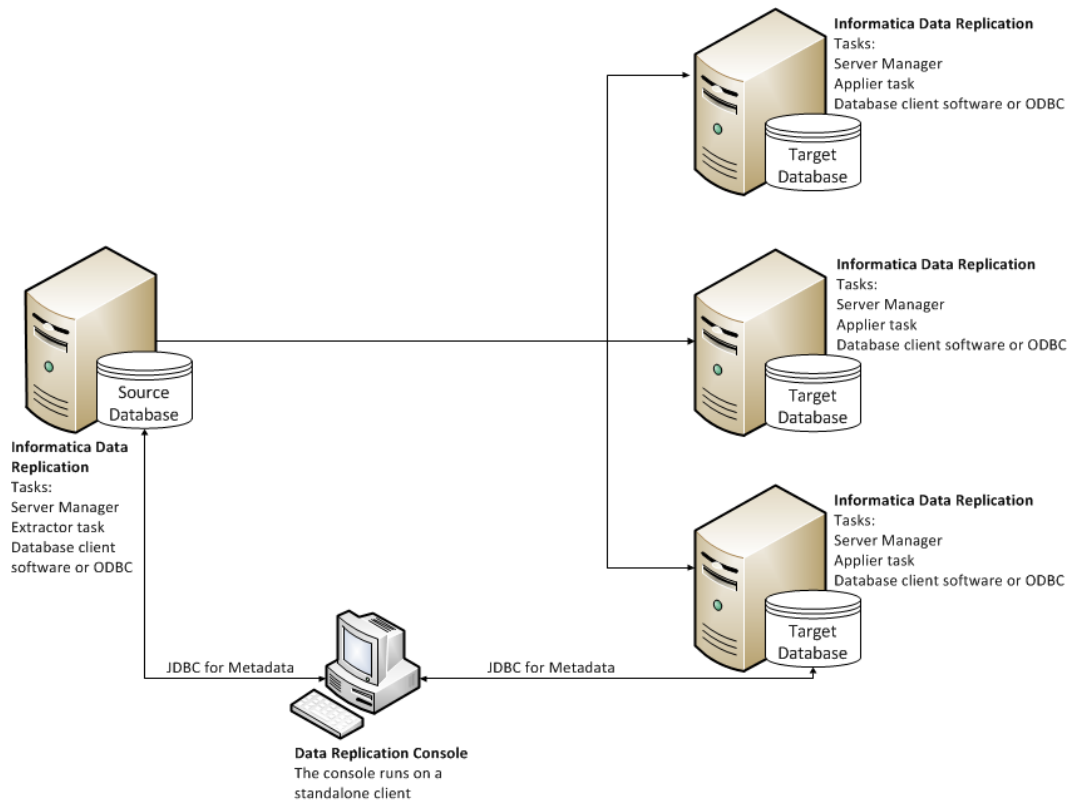 Informatica Data Replication
Tasks:
Server Manager
Applier task
Database client software or ODBC
Target
Database
Informatica Data Replication
Tasks:
Server Manager
Applier task
Database client software or ODBC
Target
Database
Source
Database
Informatica Data
Replication
Tasks:
Server Manager
Extractor task
Database client
software or ODBC
Informatica Data Replication
Tasks:
Server Manager
Applier task
Database client software or ODBC
Target
Database
JDBC for Metadata
JDBC for Metadata
Data Replication Console
The console runs on a
standalone client